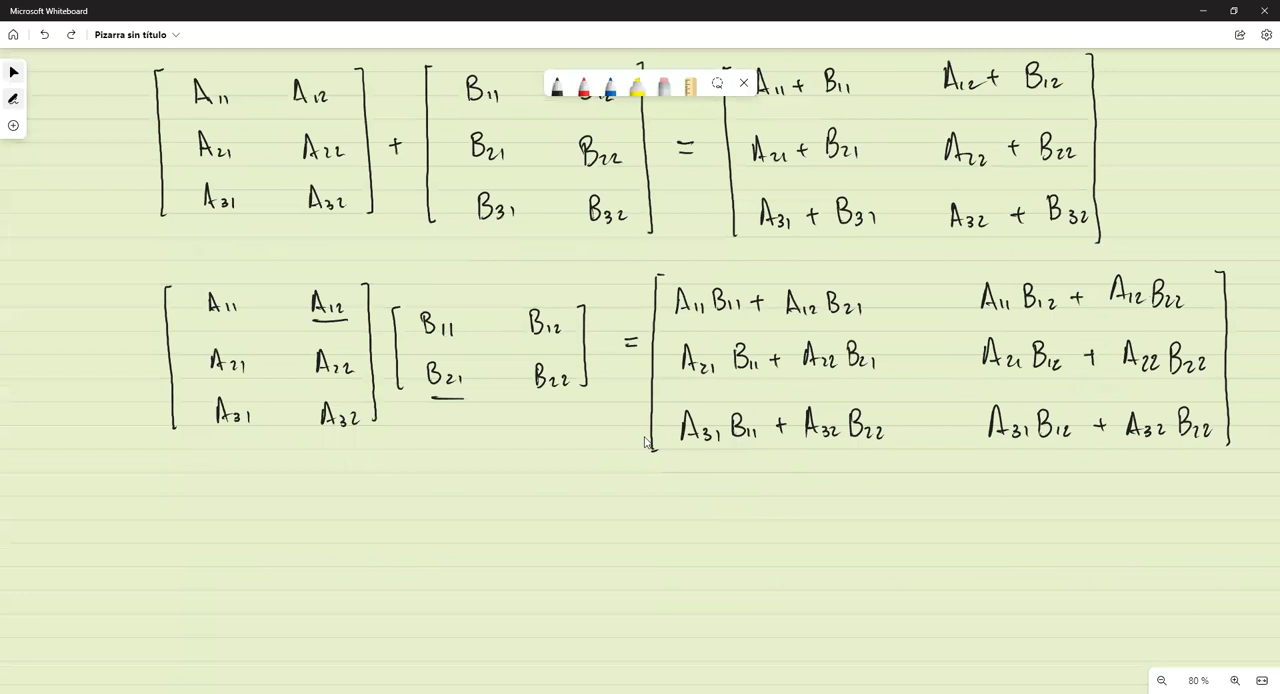 Microsoft Whiteboard
Pizarra sin título
A11 A12 B11 12 A11 + B11 A12 + B12
A21 A22 + B21 B22 = A21 + B21 A22 + B22
A31 A32 B31 B32 A31 + B31 A32 + B32
A11 A12 A11 B11 + A12 B21 A11 B12 + A12 B22
B11 B12 =
A21 A22 A21 B11 + A22 B21 A21 B12 + A22 B22
B21 B22
A31 A32 A31 B11 + A32 B22 A31 B12 + A32 B22
80 %